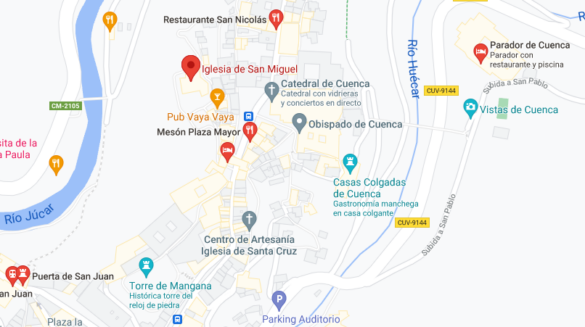 Restaurante San Nicolás
Río Huécar
Parador de Cuenca
Parador con
restaurante y piscina
Iglesia de San Miguel
Catedral de Cuenca
Catedral con vidrieras
y conciertos en directo
CUV-9144
Subida a San Pablo
CM-2105
Pub Vaya Vaya
Vistas de Cuenca
Mesón Plaza Mayor
Obispado de Cuenca
sita de la
Paula
Casas Colgadas
de Cuenca
Gastronomía manchega
en casa colgante
Río Júcar
CUV-9144
Subida a San Pablo
Centro de Artesanía
Iglesia de Santa Cruz
Puerta de San Juan
an Juan
Torre de Mangana
Histórica torre del
reloj de piedra
Parking Auditorio
Plaza la